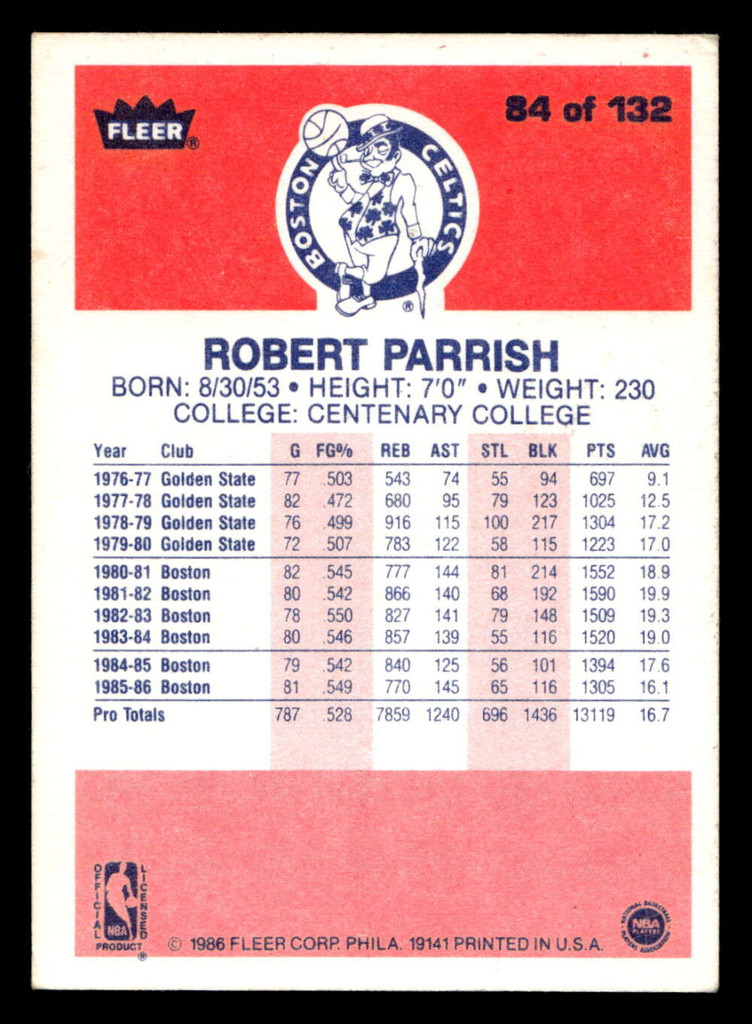 FLEER®
84 of 132
BOSTON CELTICS
®
ROBERT PARRISH
BORN: 8/30/53 • HEIGHT: 7'0" • WEIGHT: 230
COLLEGE: CENTENARY COLLEGE
Year Club G FG% REB AST STL BLK PTS AVG
1976-77 Golden State 77 .503 543 74 55 94 697 9.1
1977-78 Golden State 82 .472 680 95 79 123 1025 12.5
1978-79 Golden State 76 .499 916 115 100 217 1304 17.2
1979-80 Golden State 72 .507 783 122 58 115 1223 17.0
1980-81 Boston 82 .545 777 144 81 214 1552 18.9
1981-82 Boston 80 .542 866 140 68 192 1590 19.9
1982-83 Boston 78 .550 827 141 79 148 1509 19.3
1983-84 Boston 80 .546 857 139 55 116 1520 19.0
1984-85 Boston 79 .542 840 125 56 101 1394 17.6
1985-86 Boston 81 .549 770 145 65 116 1305 16.1
Pro Totals 787 .528 7859 1240 696 1436 13119 16.7
OFFICIAL LICENSED
NBA
PRODUCT ®
© 1986 FLEER CORP. PHILA. 19141 PRINTED IN U.S.A.
NATIONAL BASKETBALL
NBA
PLAYERS
PLAYERS ASSOCIATION